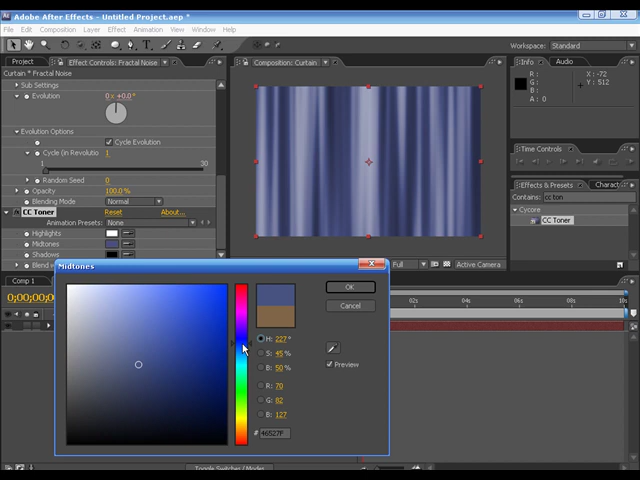 Adobe After Effects - Untitled Project.aep *
File Edit Composition Layer Effect Animation View Window Help
Workspace: Standard
Project Effect Controls: Fractal Noise
Composition: Curtain
Info Audio
Curtain * Fractal Noise
Sub Settings
Evolution 0 x +0.0 °
Evolution Options
Cycle Evolution
Cycle (in Revolutio 1
1 30
Random Seed 0
Opacity 100.0 %
Blending Mode Normal
CC Toner Reset About...
Animation Presets: None
Highlights
Midtones
Shadows
Blend w
R :
G :
B :
A : 0
X : -72
Y : 512
Time Controls
Effects & Presets Charact
Contains: cc ton
Cycore
CC Toner
Full Active Camera
Comp 1
0;00;00
02s 04s 06s 08s 10s
Midtones
OK
Cancel
H: 227 °
S: 45 %
B: 50 %
R: 70
G: 82
B: 127
# 46527F
Preview
Toggle Switches / Modes